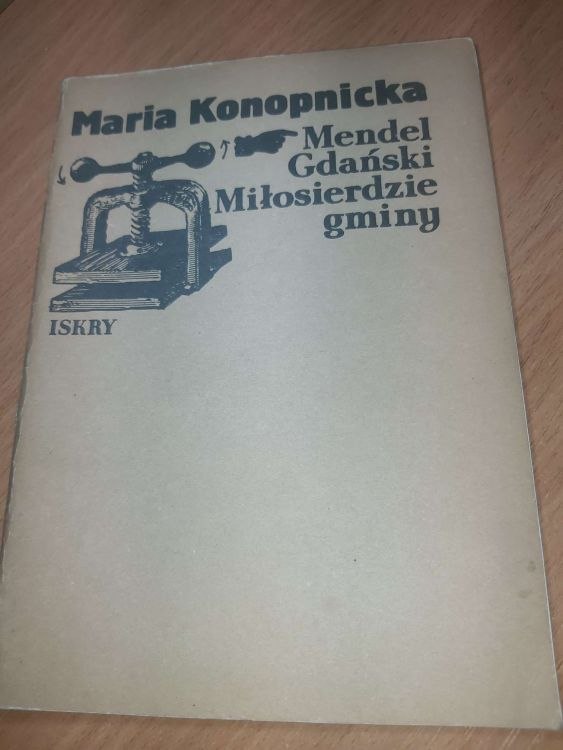 Maria Konopnicka
Mendel
Gdański
Miłosierdzie
gminy
ISKRY